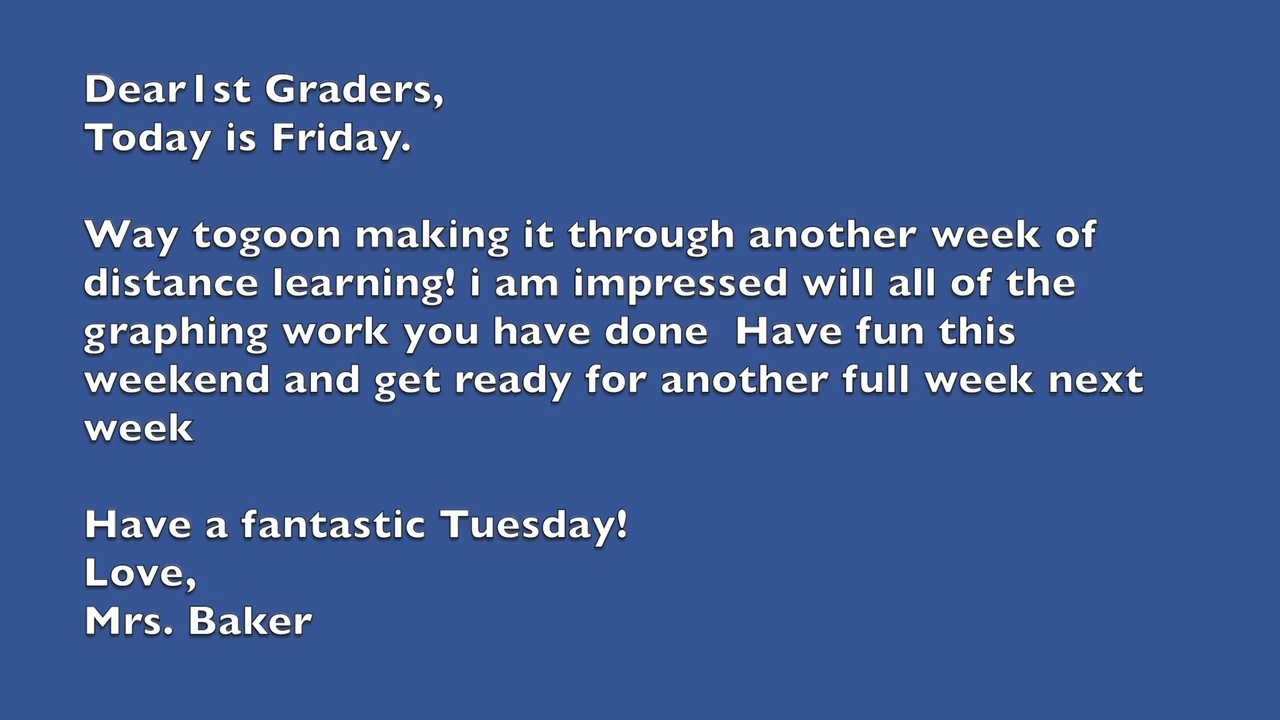 Dear1st Graders,
Today is Friday.
Way togoon making it through another week of
distance learning! i am impressed will all of the
graphing work you have done  Have fun this
weekend and get ready for another full week next
week
Have a fantastic Tuesday!
Love,
Mrs. Baker